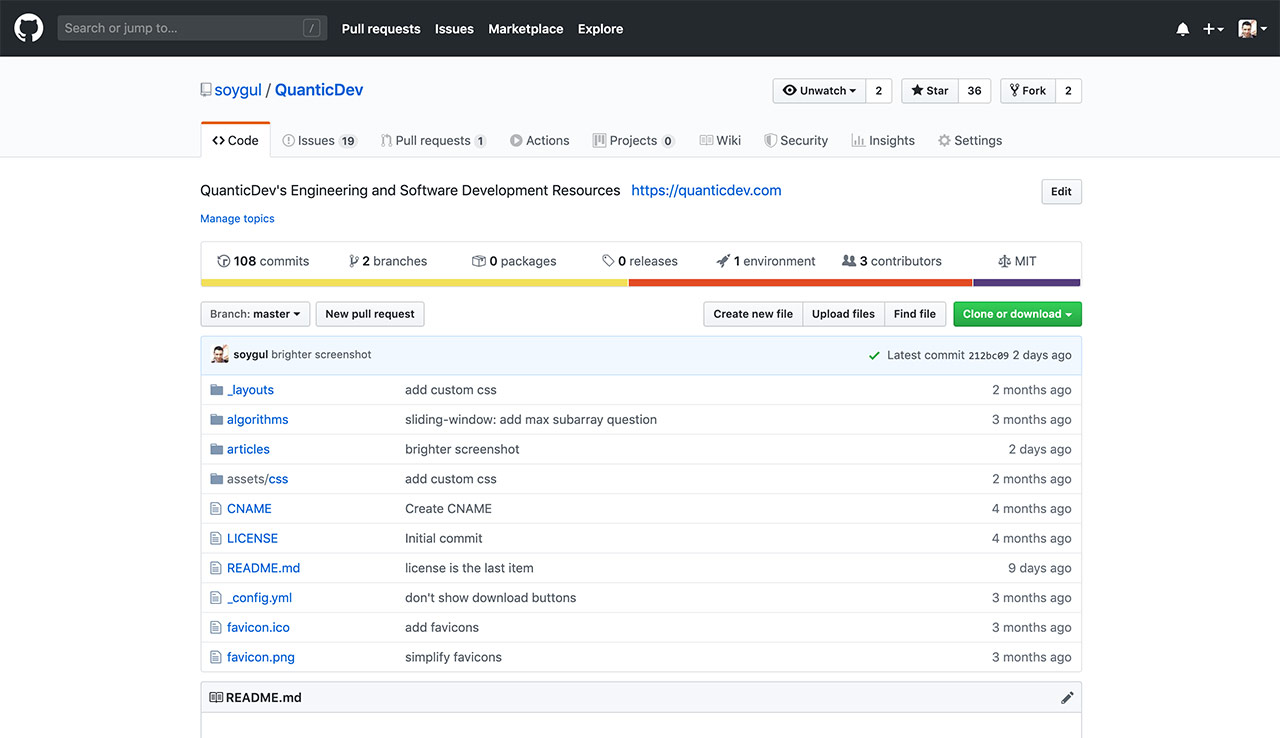 Search or jump to... /
Pull requests Issues Marketplace Explore
soygul / QuanticDev
Unwatch 2 Star 36 Fork 2
Code Issues 19 Pull requests 1 Actions Projects 0 Wiki Security Insights Settings
QuanticDev's Engineering and Software Development Resources https://quanticdev.com Edit
Manage topics
108 commits 2 branches 0 packages 0 releases 1 environment 3 contributors MIT
Branch: master New pull request Create new file Upload files Find file Clone or download
soygul brighter screenshot Latest commit 212bc09 2 days ago
_layouts add custom css 2 months ago
algorithms sliding-window: add max subarray question 3 months ago
articles brighter screenshot 2 days ago
assets/css add custom css 2 months ago
CNAME Create CNAME 4 months ago
LICENSE Initial commit 4 months ago
README.md license is the last item 9 days ago
_config.yml don't show download buttons 3 months ago
favicon.ico add favicons 3 months ago
favicon.png simplify favicons 3 months ago
README.md